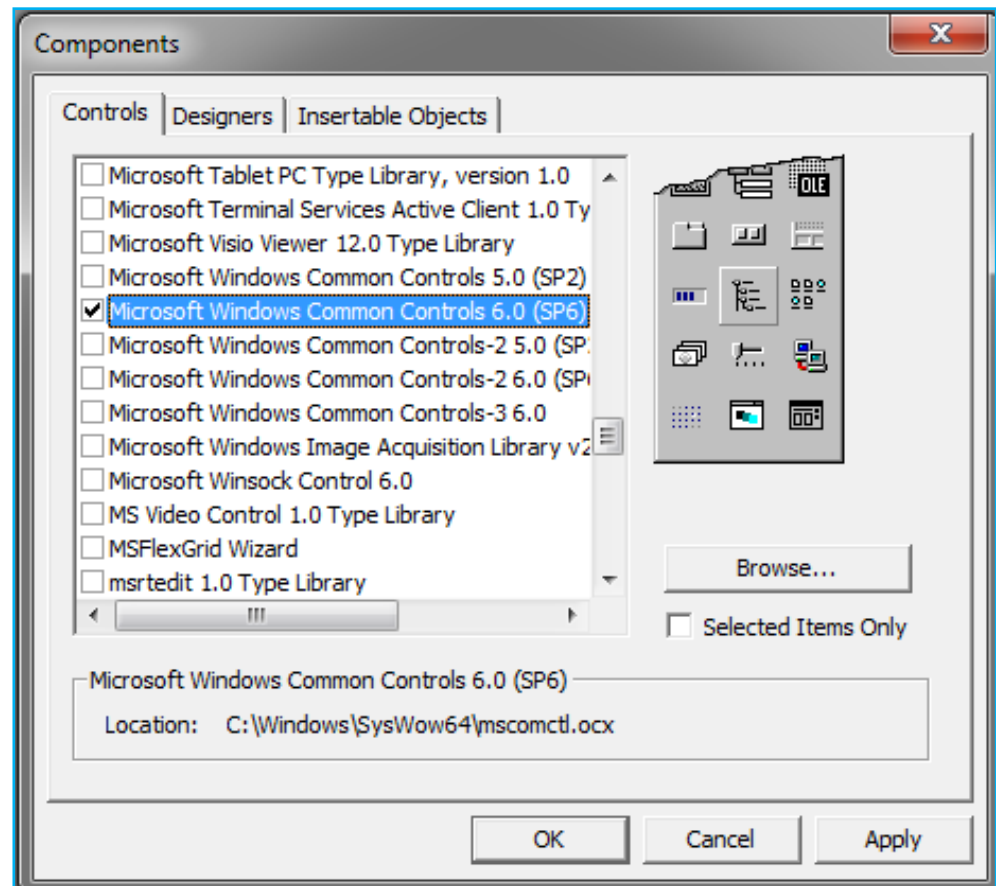 Components
Controls
Designers
Insertable Objects
Microsoft Tablet PC Type Library, version 1.0
Microsoft Terminal Services Active Client 1.0 Ty
Microsoft Visio Viewer 12.0 Type Library
Microsoft Windows Common Controls 5.0 (SP2)
Microsoft Windows Common Controls 6.0 (SP6)
Microsoft Windows Common Controls-2 5.0 (SP
Microsoft Windows Common Controls-2 6.0 (SP
Microsoft Windows Common Controls-3 6.0
Microsoft Windows Image Acquisition Library v2
Microsoft Winsock Control 6.0
MS Video Control 1.0 Type Library
MSFlexGrid Wizard
msrtedit 1.0 Type Library
OLE
Browse...
Selected Items Only
Microsoft Windows Common Controls 6.0 (SP6)
Location: C:\Windows\SysWow64\mscomctl.ocx
OK
Cancel
Apply